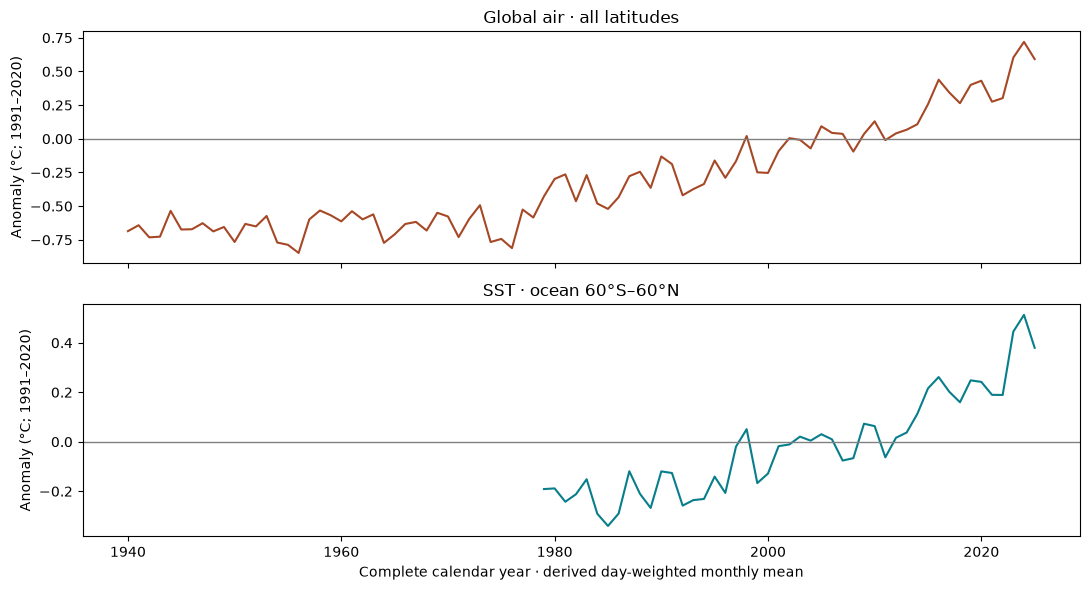 Global air · all latitudes
Anomaly (°C; 1991–2020)
0.75
0.50
0.25
0.00
−0.25
−0.50
−0.75
SST · ocean 60°S–60°N
Anomaly (°C; 1991–2020)
0.4
0.2
0.0
−0.2
1940 1960 1980 2000 2020
Complete calendar year · derived day-weighted monthly mean